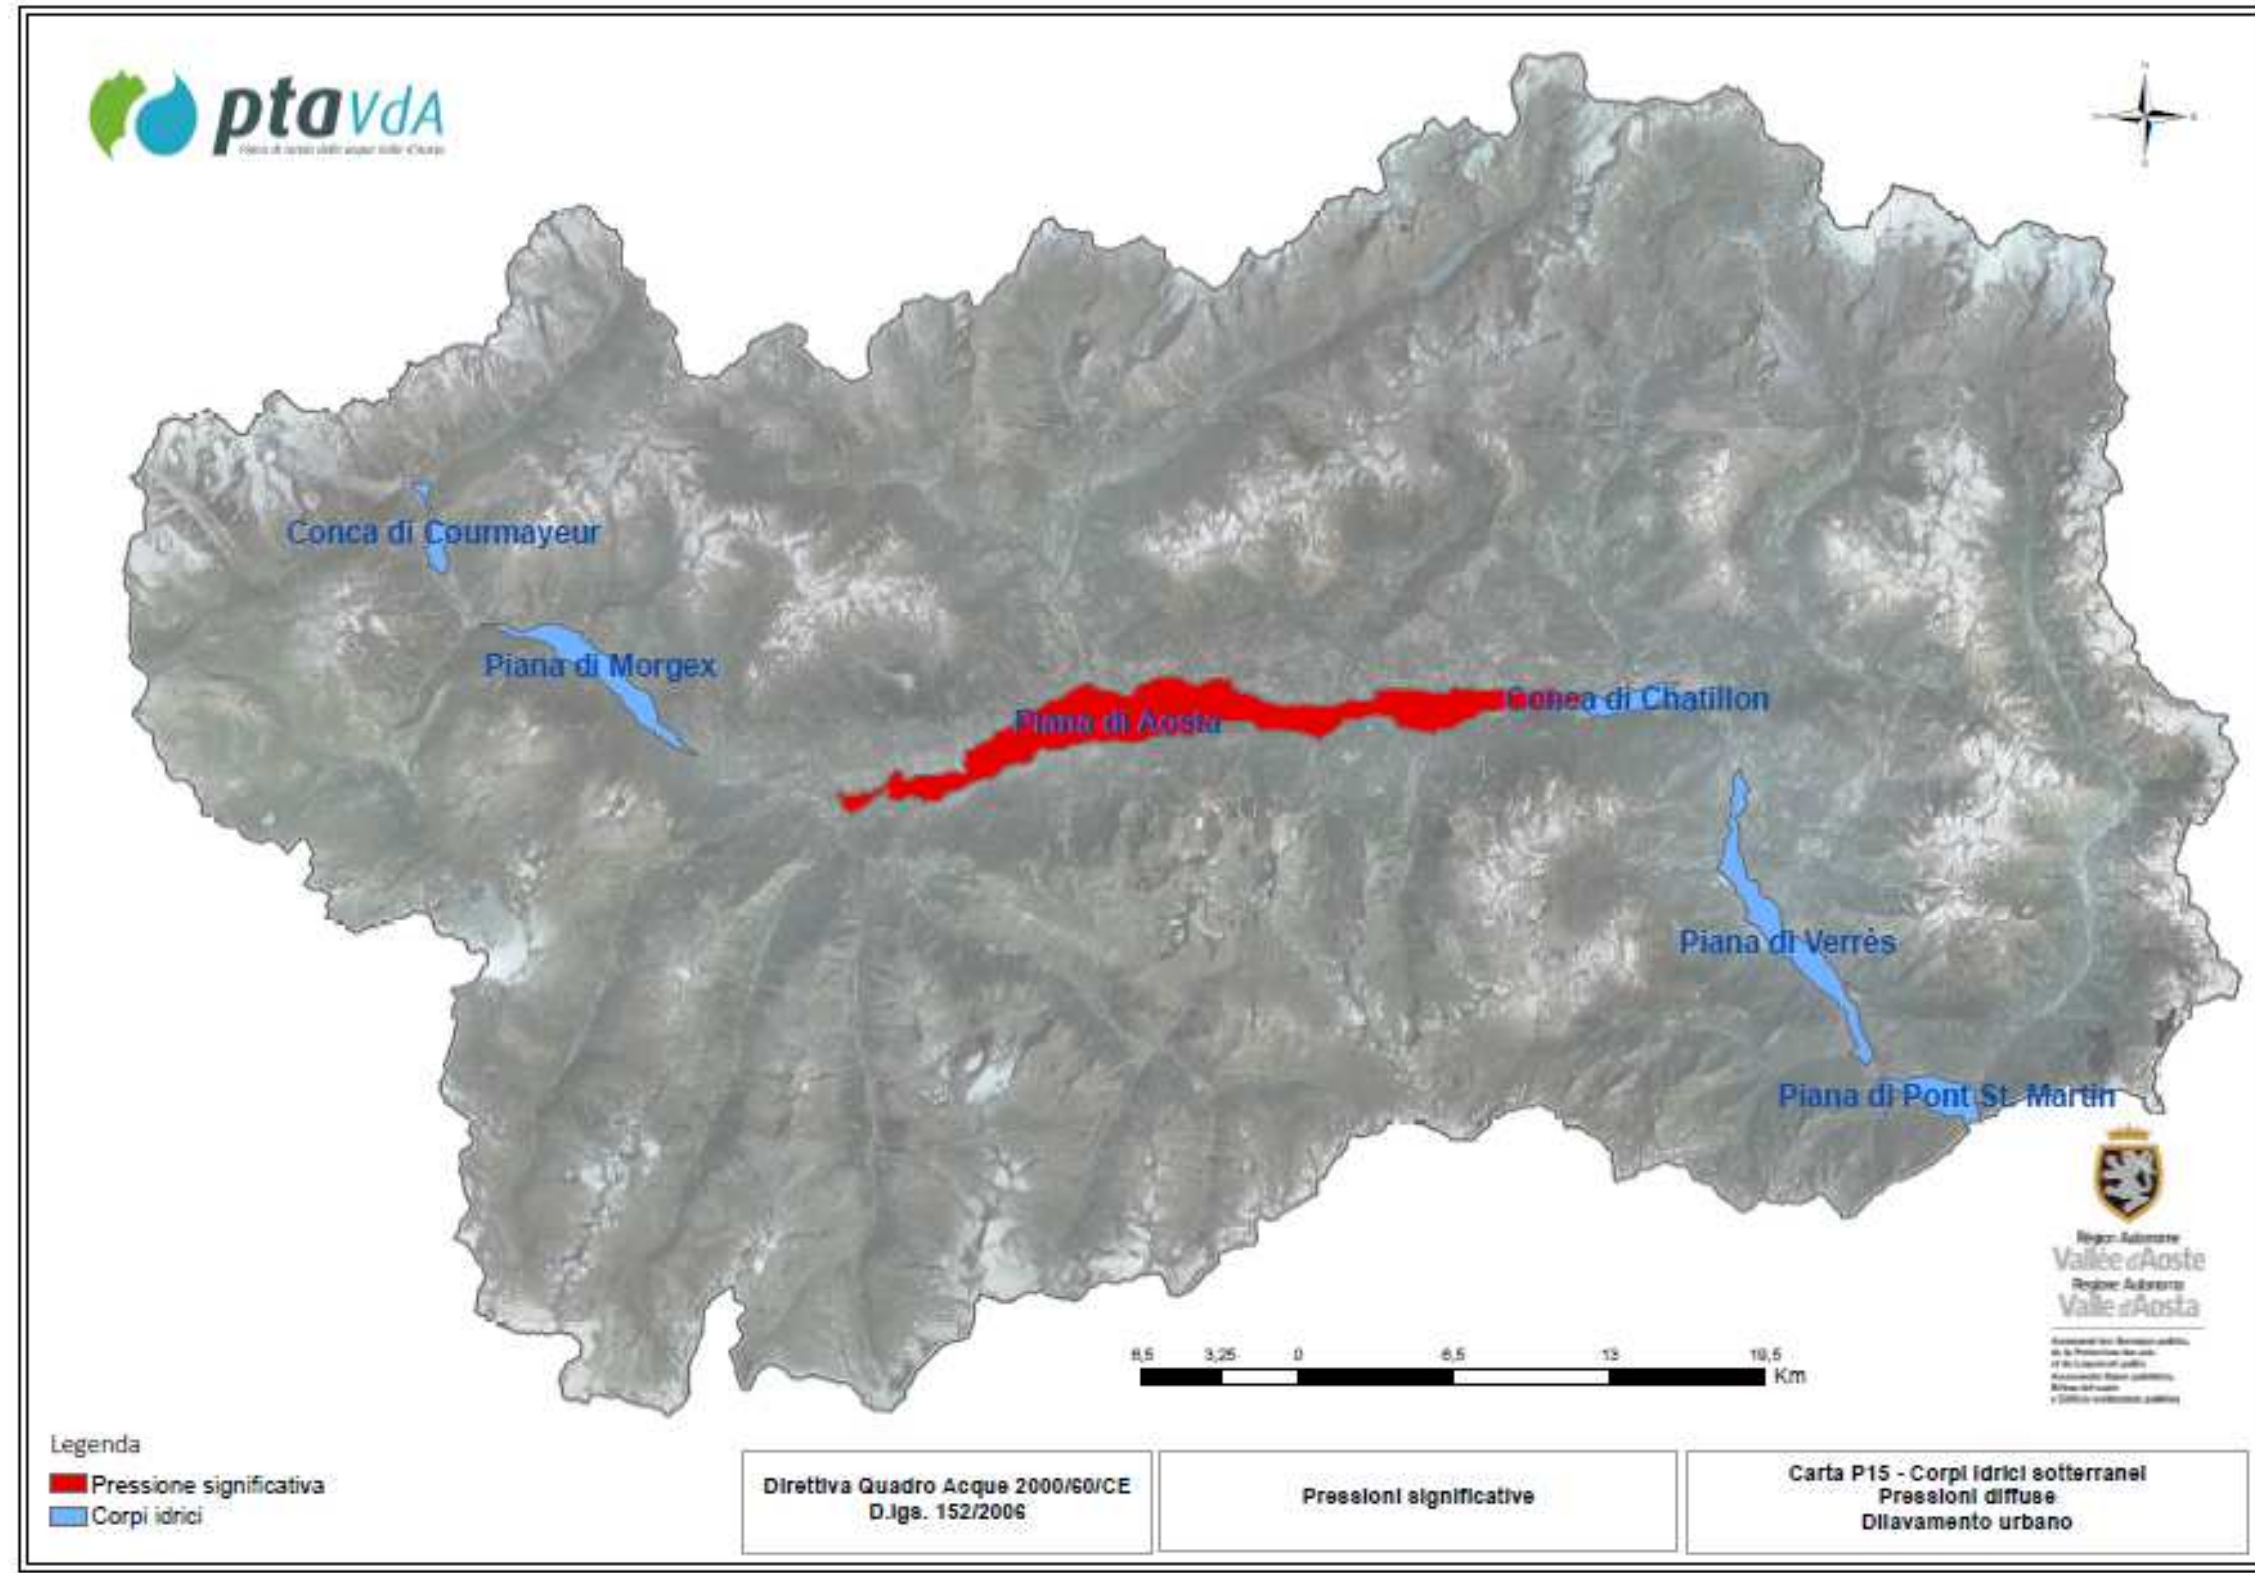 ptaVdA
Conca di Courmayeur
Piana di Morgex
Piana di Aosta
Conca di Chatillon
Piana di Verrès
Piana di Pont St. Martin
Région Autonome
Vallée d'Aoste
Regione Autonoma
Valle d'Aosta
6,5 3,25 0 6,5 13 19,5
Km
Legenda
Pressione significativa
Corpi idrici
Direttiva Quadro Acque 2000/60/CE
D.lgs. 152/2006
Pressioni significative
Carta P15 - Corpi idrici sotterranei
Pressioni diffuse
Dilavamento urbano